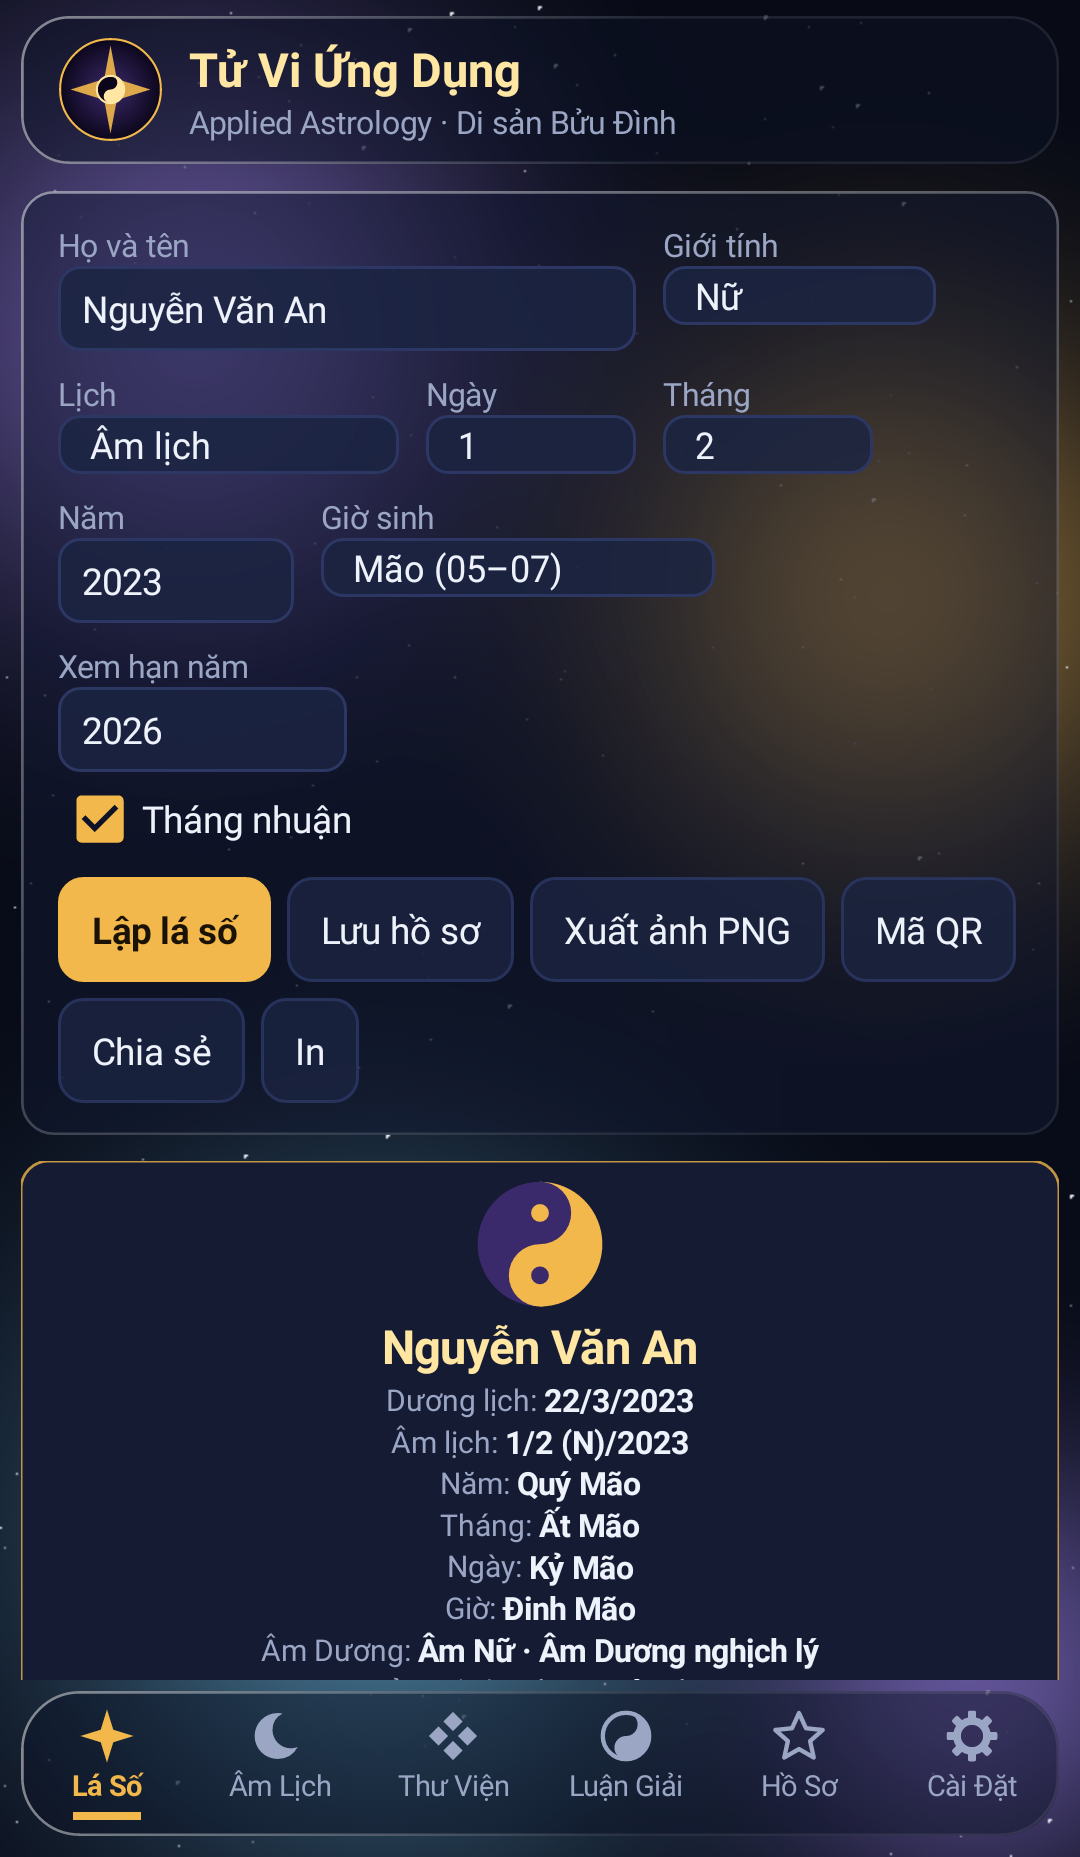 Tử Vi Ứng Dụng
Applied Astrology · Di sản Bửu Đình
Họ và tên
Giới tính
Nguyễn Văn An
Nữ
Lịch
Ngày
Tháng
Âm lịch
1
2
Năm
Giờ sinh
2023
Mão (05–07)
Xem hạn năm
2026
Tháng nhuận
Lập lá số
Lưu hồ sơ
Xuất ảnh PNG
Mã QR
Chia sẻ
In
Nguyễn Văn An
Dương lịch: 22/3/2023
Âm lịch: 1/2 (N)/2023
Năm: Quý Mão
Tháng: Ất Mão
Ngày: Kỷ Mão
Giờ: Đinh Mão
Âm Dương: Âm Nữ · Âm Dương nghịch lý
Lá Số
Âm Lịch
Thư Viện
Luận Giải
Hồ Sơ
Cài Đặt